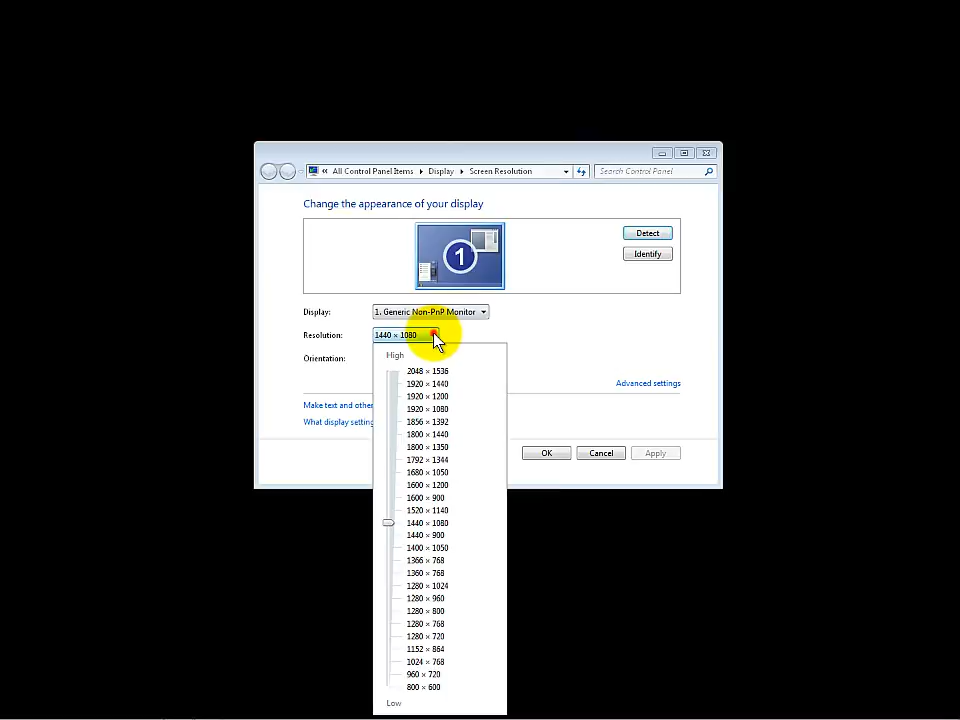 « All Control Panel Items ▸ Display ▸ Screen Resolution
Search Control Panel
Change the appearance of your display
1
Detect
Identify
Display: 1. Generic Non-PnP Monitor
Resolution: 1440 × 1080
Orientation:
High
2048 × 1536
1920 × 1440
1920 × 1200
1920 × 1080
1856 × 1392
1800 × 1440
1800 × 1350
1792 × 1344
1680 × 1050
1600 × 1200
1600 × 900
1520 × 1140
1440 × 1080
1440 × 900
1400 × 1050
1366 × 768
1360 × 768
1280 × 1024
1280 × 960
1280 × 800
1280 × 768
1280 × 720
1152 × 864
1024 × 768
960 × 720
800 × 600
Low
Advanced settings
Make text and other
What display setting
OK Cancel Apply